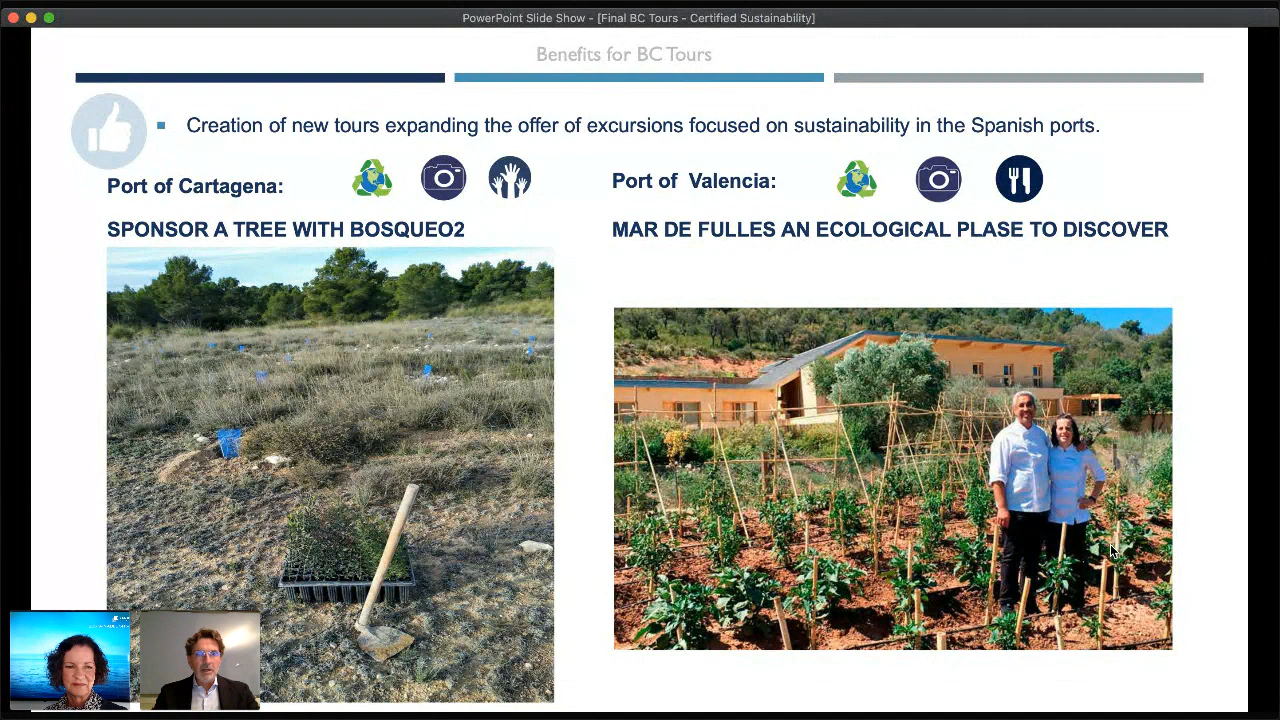 PowerPoint Slide Show - [Final BC Tours - Certified Sustainability]
Benefits for BC Tours
Creation of new tours expanding the offer of excursions focused on sustainability in the Spanish ports.
Port of Cartagena:
SPONSOR A TREE WITH BOSQUEO2
Port of Valencia:
MAR DE FULLES AN ECOLOGICAL PLASE TO DISCOVER